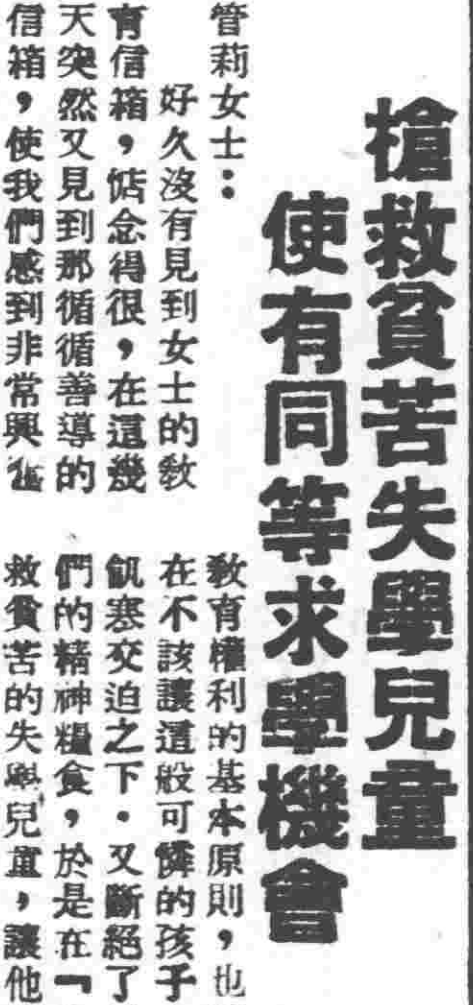 搶救貧苦失學兒童
使有同等求學機會
管莉女士：
好久沒有見到女士的教
育信箱，惦念得很，在這幾
天突然又見到那循循善導的
信箱，使我們感到非常興
教育權利的基本原則，也
在不該讓這般可憐的孩子
飢寒交迫之下．又斷絕了
們的精神糧食，於是在『
救貧苦的失學兒童，讓他